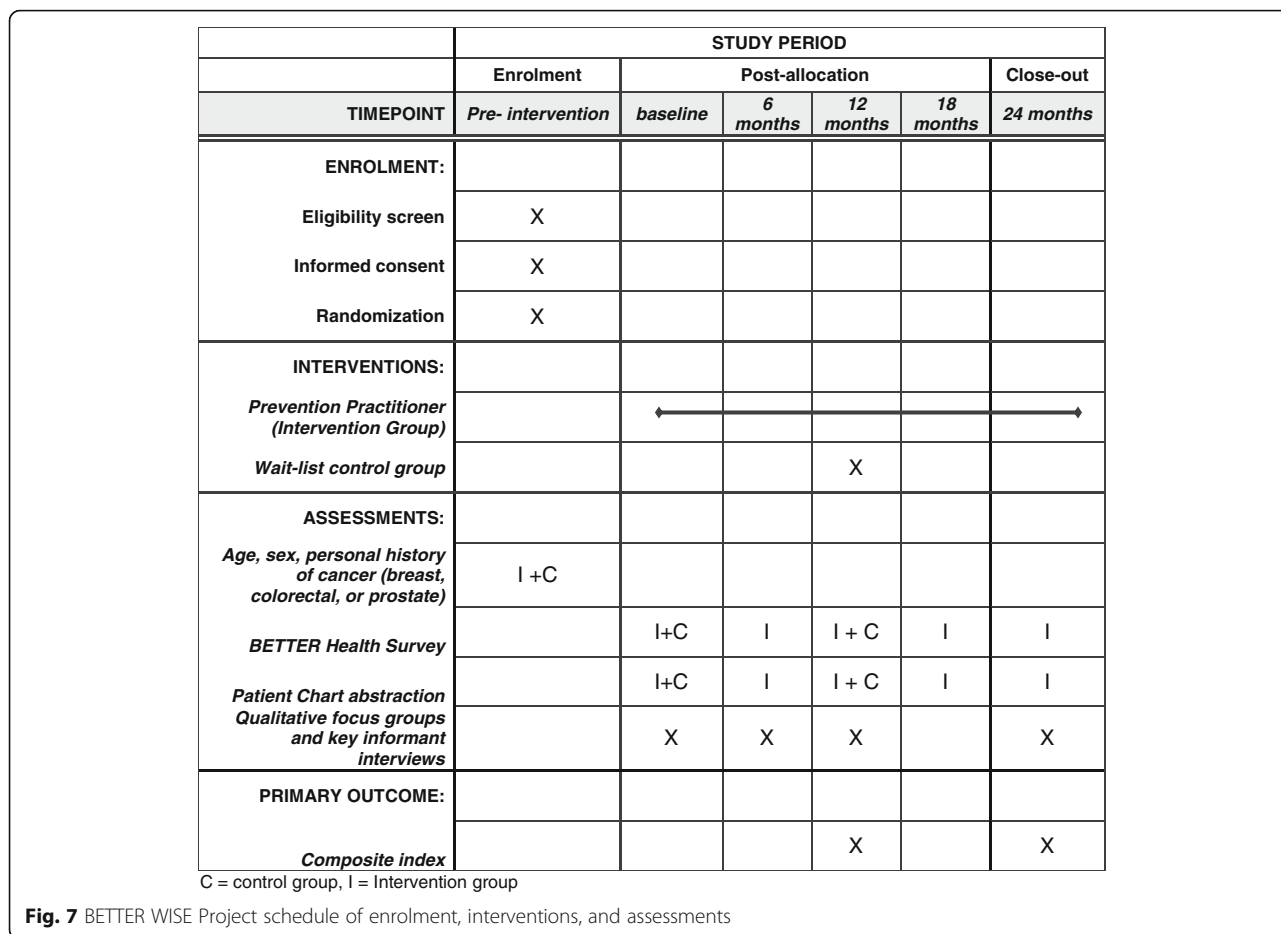 STUDY PERIOD
Enrolment Post-allocation Close-out
TIMEPOINT Pre- intervention baseline 6 months 12 months 18 months 24 months
ENROLMENT:
Eligibility screen X
Informed consent X
Randomization X
INTERVENTIONS:
Prevention Practitioner
(Intervention Group)
Wait-list control group X
ASSESSMENTS:
Age, sex, personal history
of cancer (breast,
colorectal, or prostate) I +C
BETTER Health Survey I+C I I + C I I
Patient Chart abstraction I+C I I + C I I
Qualitative focus groups
and key informant
interviews X X X X
PRIMARY OUTCOME:
Composite index X X
C = control group, I = Intervention group
Fig. 7 BETTER WISE Project schedule of enrolment, interventions, and assessments